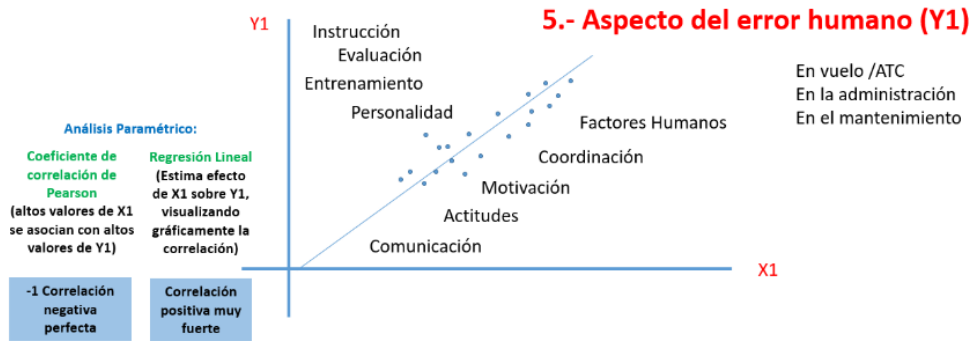 5.- Aspecto del error humano (Y1)
Y1
Instrucción
Evaluación
Entrenamiento
Personalidad
En vuelo /ATC
En la administración
En el mantenimiento
Factores Humanos
Coordinación
Motivación
Actitudes
Comunicación
X1
Análisis Paramétrico:
Coeficiente de
correlación de
Pearson
(altos valores de X1
se asocian con altos
valores de Y1)
Regresión Lineal
(Estima efecto
de X1 sobre Y1,
visualizando
gráficamente la
correlación)
-1 Correlación
negativa
perfecta
Correlación
positiva muy
fuerte